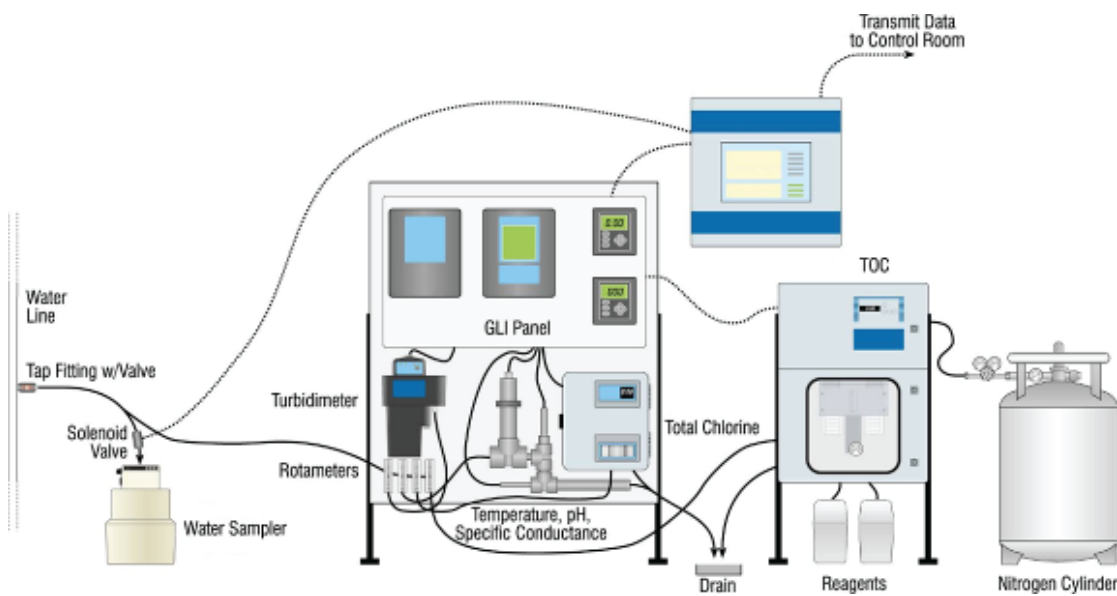 Transmit Data
to Control Room
TOC
Water
Line
GLI Panel
Tap Fitting w/Valve
Turbidimeter
Solenoid
Valve
Total Chlorine
Rotameters
Water Sampler
Temperature, pH,
Specific Conductance
Drain
Reagents
Nitrogen Cylinder